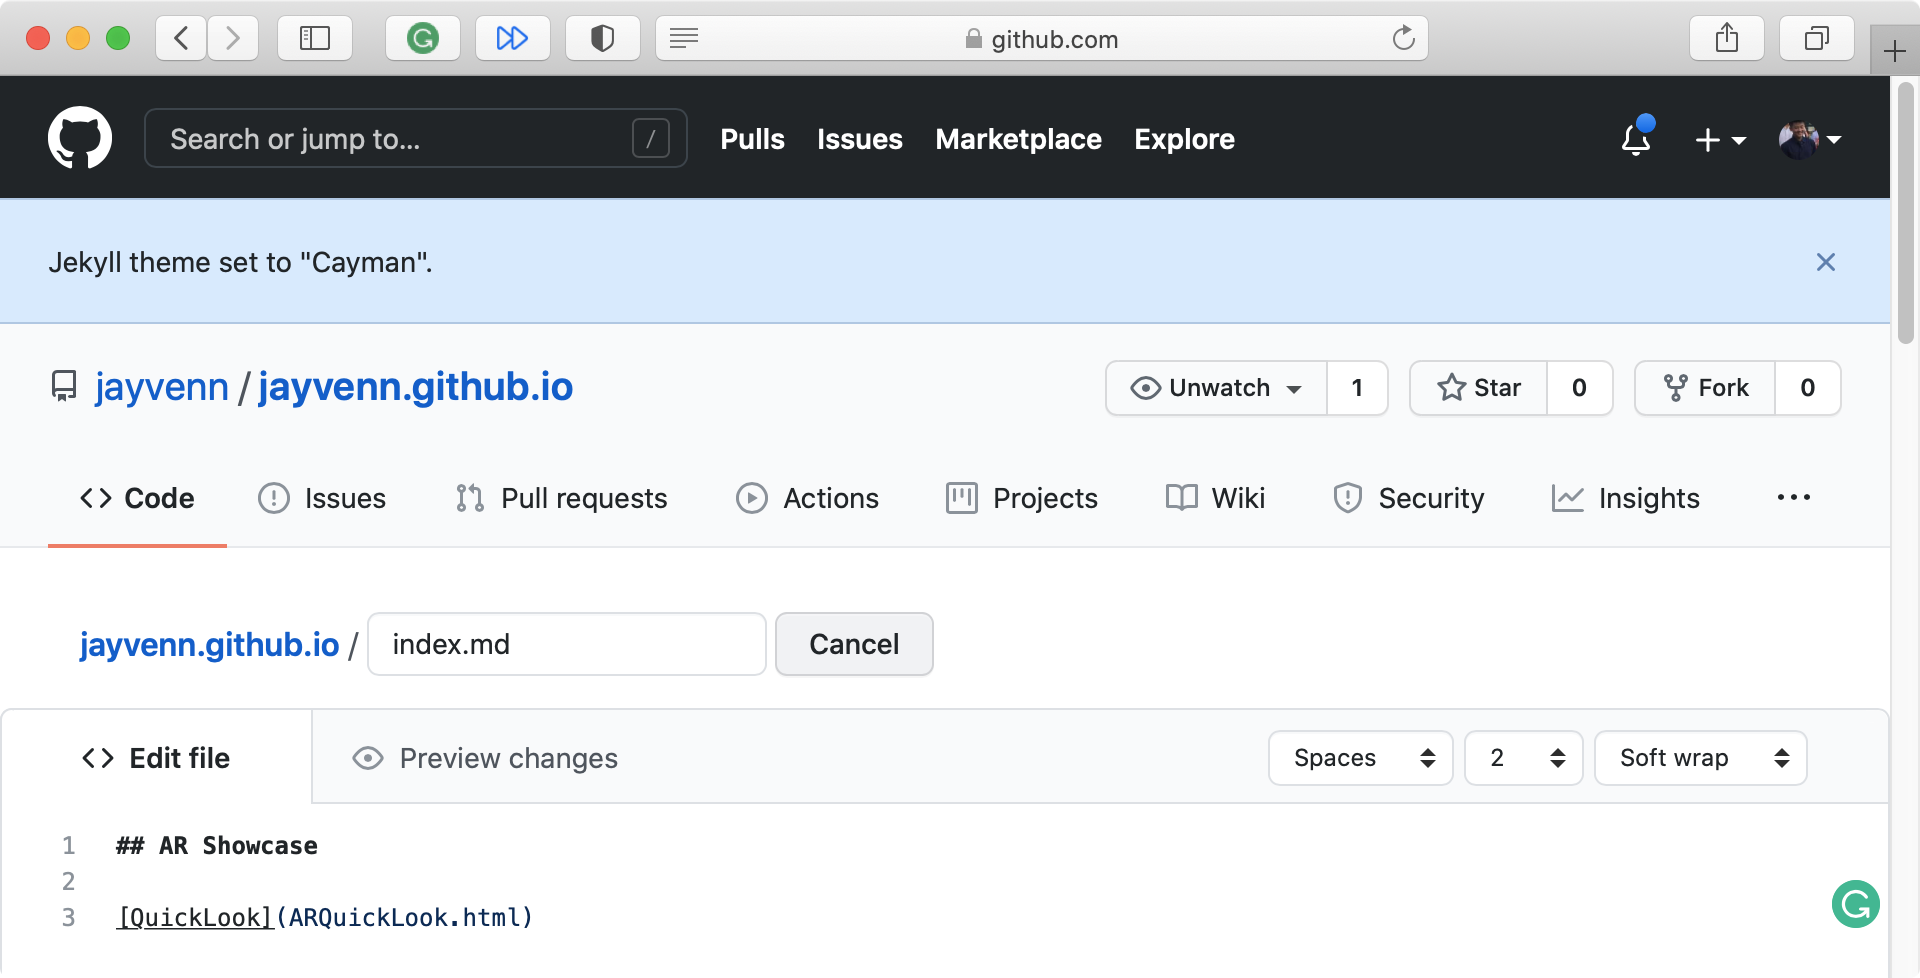 github.com
Search or jump to... /
Pulls Issues Marketplace Explore
Jekyll theme set to "Cayman".
jayvenn / jayvenn.github.io
Unwatch 1 Star 0 Fork 0
Code Issues Pull requests Actions Projects Wiki Security Insights
jayvenn.github.io / index.md Cancel
Edit file Preview changes Spaces 2 Soft wrap
1 ## AR Showcase
2
3 [QuickLook](ARQuickLook.html)